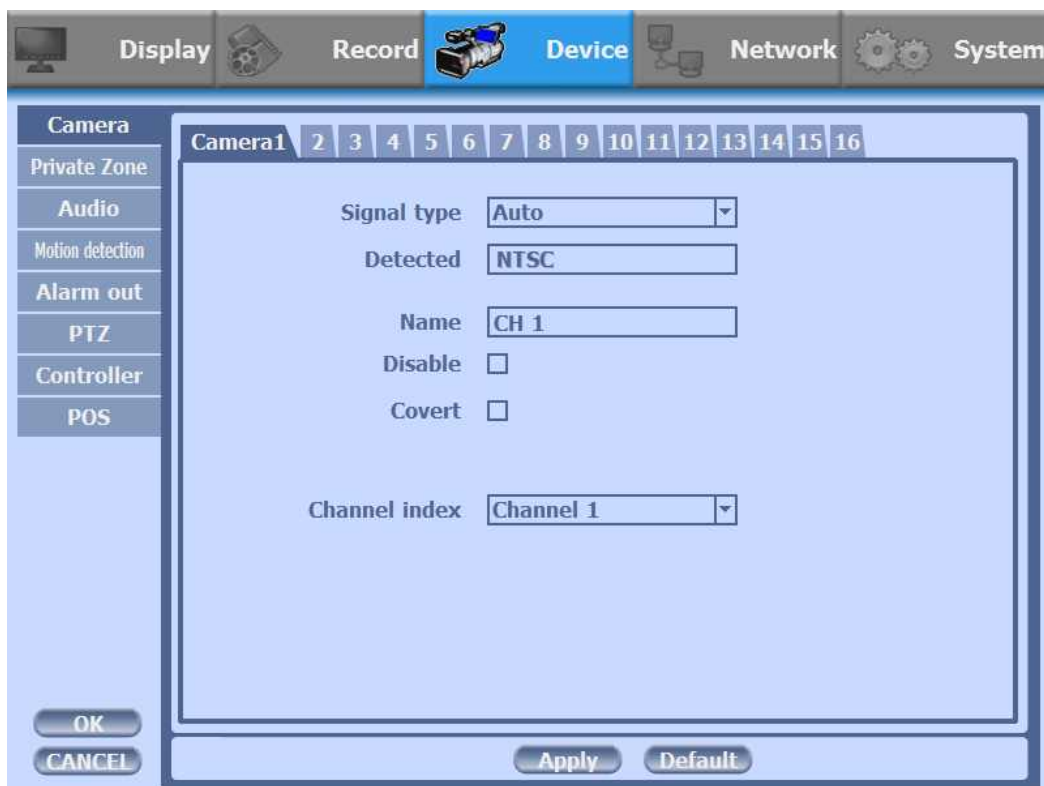 Display Record Device Network System
Camera
Private Zone
Audio
Motion detection
Alarm out
PTZ
Controller
POS
OK
CANCEL
Camera1 2 3 4 5 6 7 8 9 10 11 12 13 14 15 16
Signal type Auto
Detected NTSC
Name CH 1
Disable
Covert
Channel index Channel 1
Apply Default